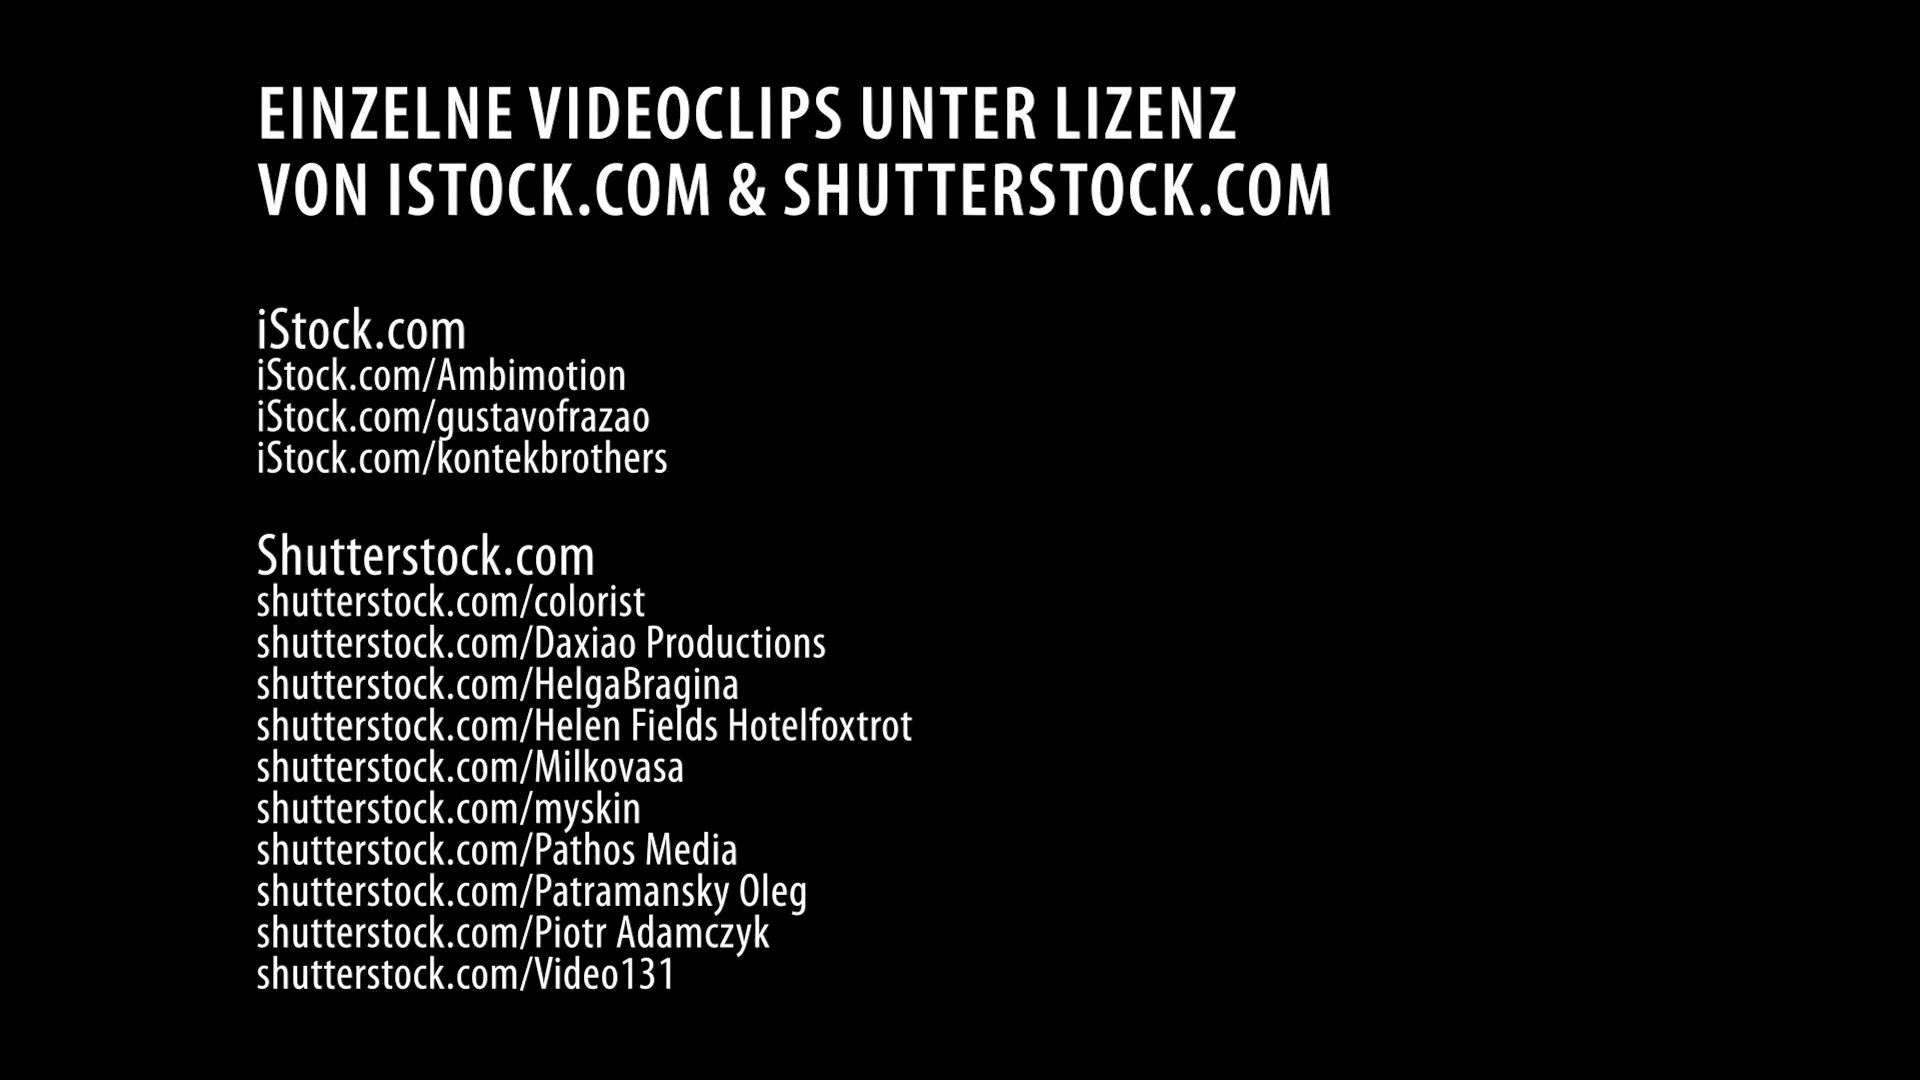 EINZELNE VIDEOCLIPS UNTER LIZENZ
VON ISTOCK.COM & SHUTTERSTOCK.COM
iStock.com
iStock.com/Ambimotion
iStock.com/gustavofrazao
iStock.com/kontekbrothers
Shutterstock.com
shutterstock.com/colorist
shutterstock.com/Daxiao Productions
shutterstock.com/HelgaBragina
shutterstock.com/Helen Fields Hotelfoxtrot
shutterstock.com/Milkovasa
shutterstock.com/myskin
shutterstock.com/Pathos Media
shutterstock.com/Patramansky Oleg
shutterstock.com/Piotr Adamczyk
shutterstock.com/Video131